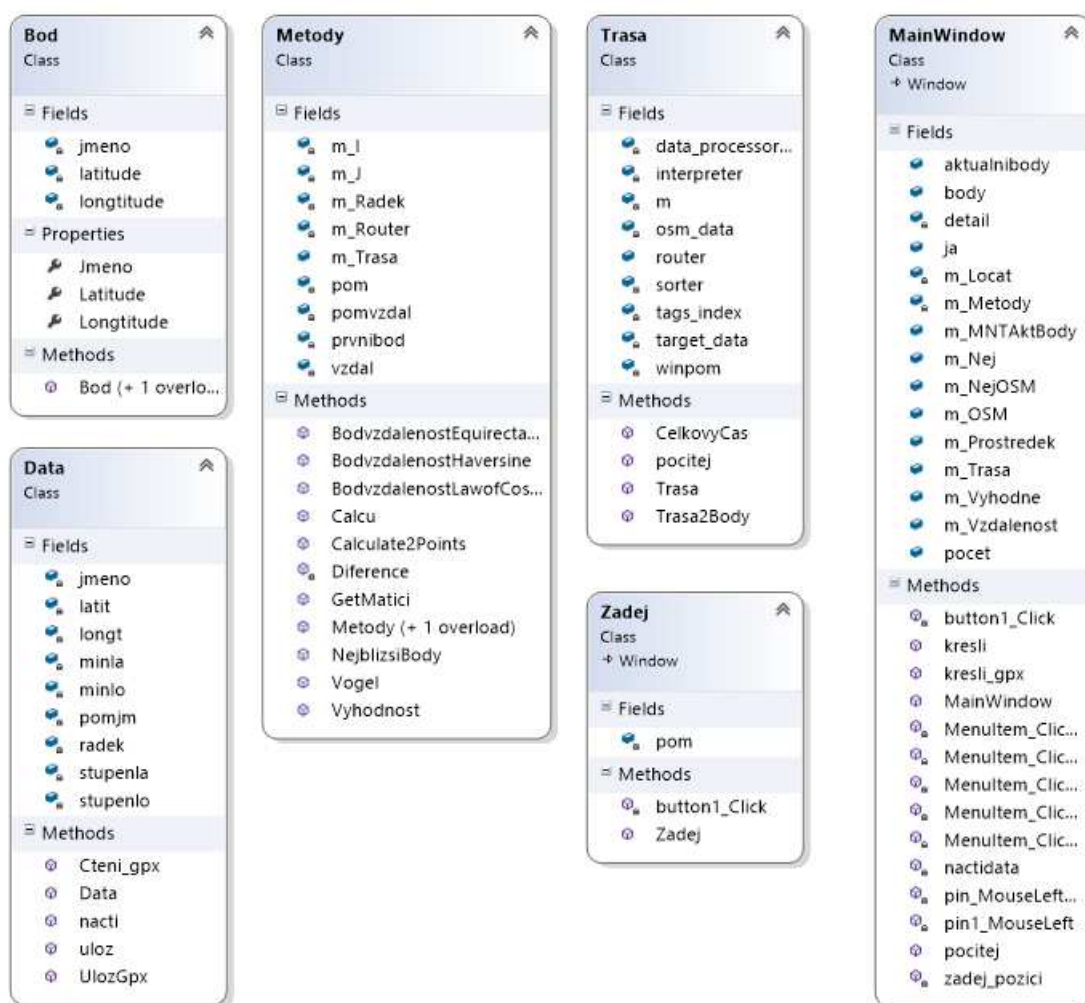 Bod
Class
Fields
jmeno
latitude
longtitude
Properties
Jmeno
Latitude
Longtitude
Methods
Bod (+ 1 overlo...
Data
Class
Fields
jmeno
latit
longt
minla
minlo
pomjm
radek
stupenla
stupenlo
Methods
Cteni_gpx
Data
nacti
uloz
UlozGpx
Metody
Class
Fields
m_I
m_J
m_Radek
m_Router
m_Trasa
pom
pomvzdal
prvnibod
vzdal
Methods
BodvzdalenostEquirecta...
BodvzdalenostHaversine
BodvzdalenostLawofCos...
Calcu
Calculate2Points
Diference
GetMatici
Metody (+ 1 overload)
NejblizsiBody
Vogel
Vyhodnost
Trasa
Class
Fields
data_processor...
interpreter
m
osm_data
router
sorter
tags_index
target_data
winpom
Methods
CelkovyCas
pocitej
Trasa
Trasa2Body
Zadej
Class
Window
Fields
pom
Methods
button1_Click
Zadej
MainWindow
Class
Window
Fields
aktualnibody
body
detail
ja
m_Locat
m_Metody
m_MNTAktBody
m_Nej
m_NejOSM
m_OSM
m_Prostredek
m_Trasa
m_Vyhodne
m_Vzdalenost
pocet
Methods
button1_Click
kresli
kresli_gpx
MainWindow
MenuItem_Clic...
MenuItem_Clic...
MenuItem_Clic...
MenuItem_Clic...
MenuItem_Clic...
nactidata
pin_MouseLeft...
pin1_MouseLeft
pocitej
zadej_pozici